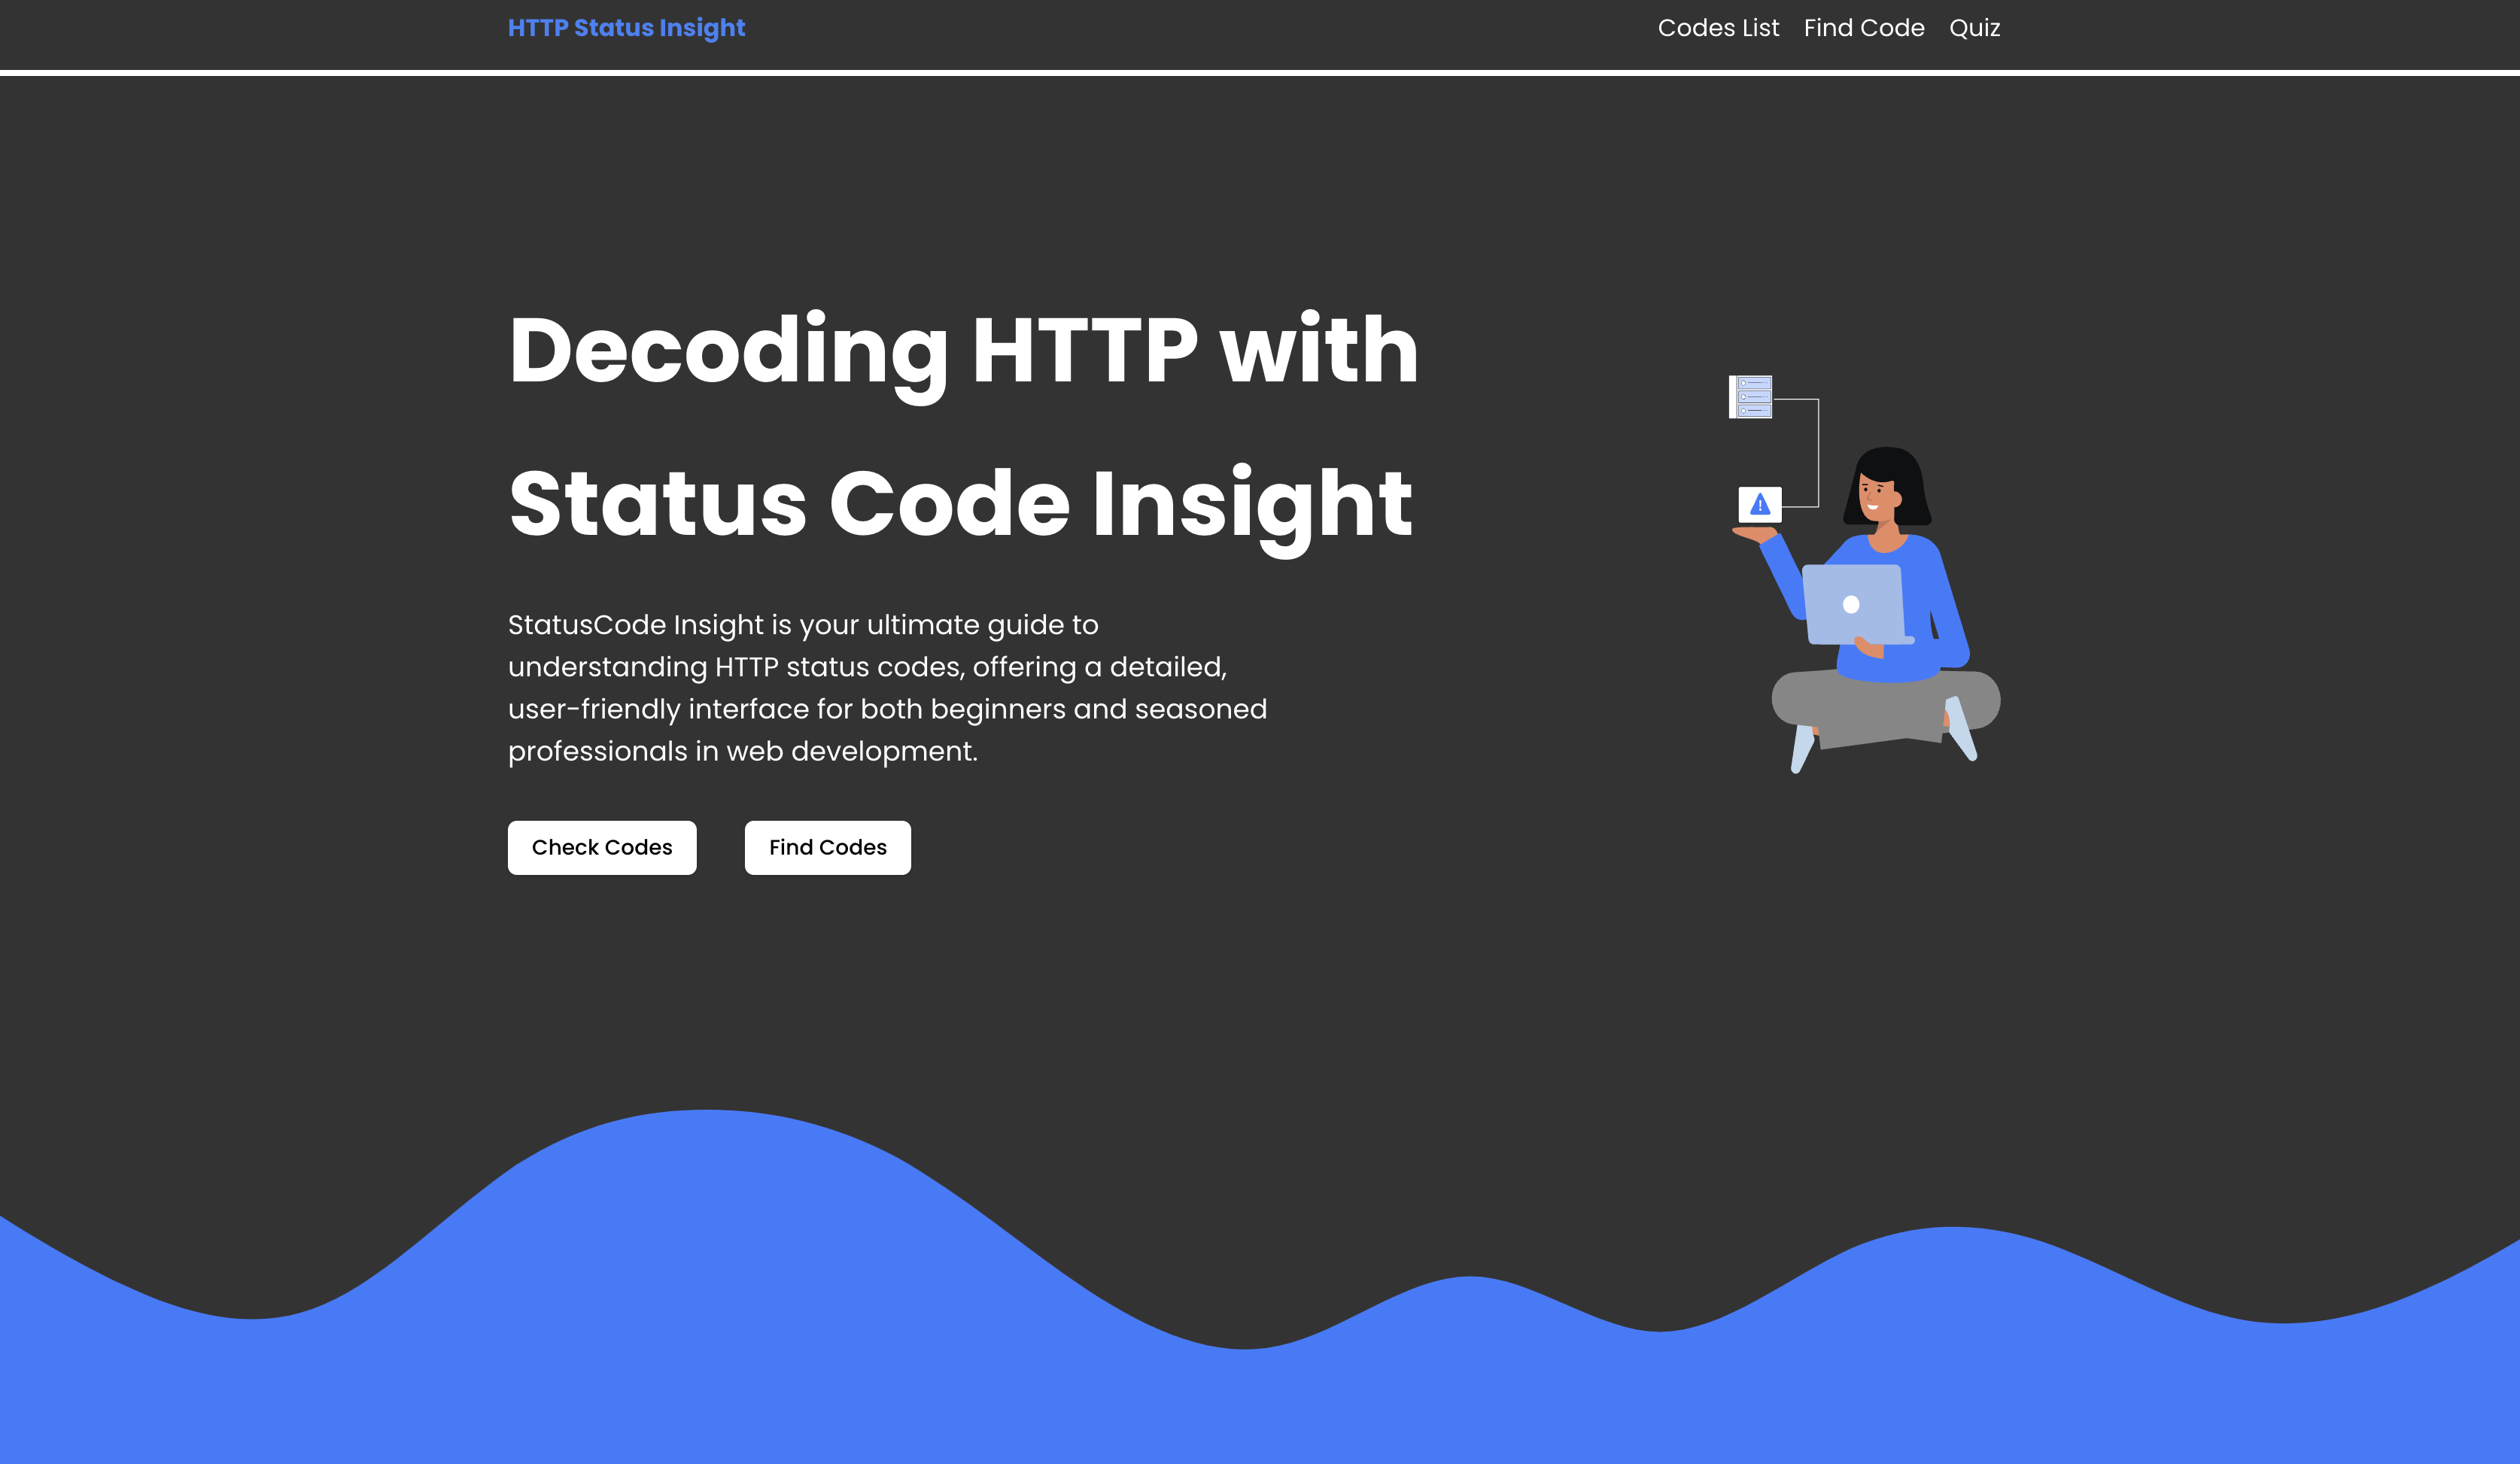 HTTP Status Insight
Codes List
Find Code
Quiz
Decoding HTTP with
Status Code Insight
StatusCode Insight is your ultimate guide to
understanding HTTP status codes, offering a detailed,
user-friendly interface for both beginners and seasoned
professionals in web development.
Check Codes
Find Codes
!